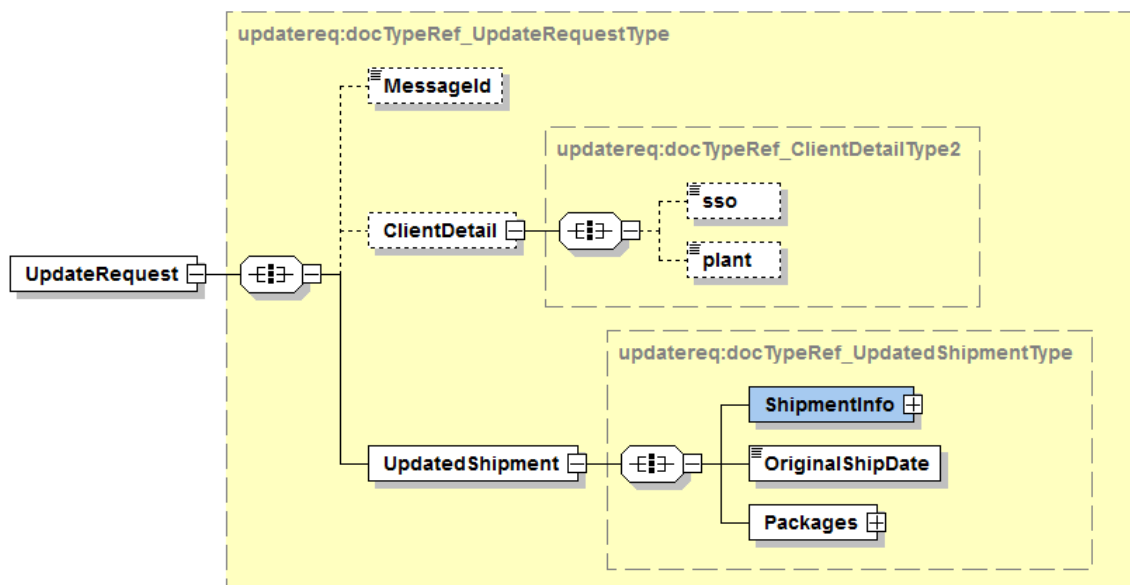 updatereq:docTypeRef_UpdateRequestType
MessageId
updatereq:docTypeRef_ClientDetailType2
sso
ClientDetail
plant
UpdateRequest
updatereq:docTypeRef_UpdatedShipmentType
ShipmentInfo
UpdatedShipment
OriginalShipDate
Packages